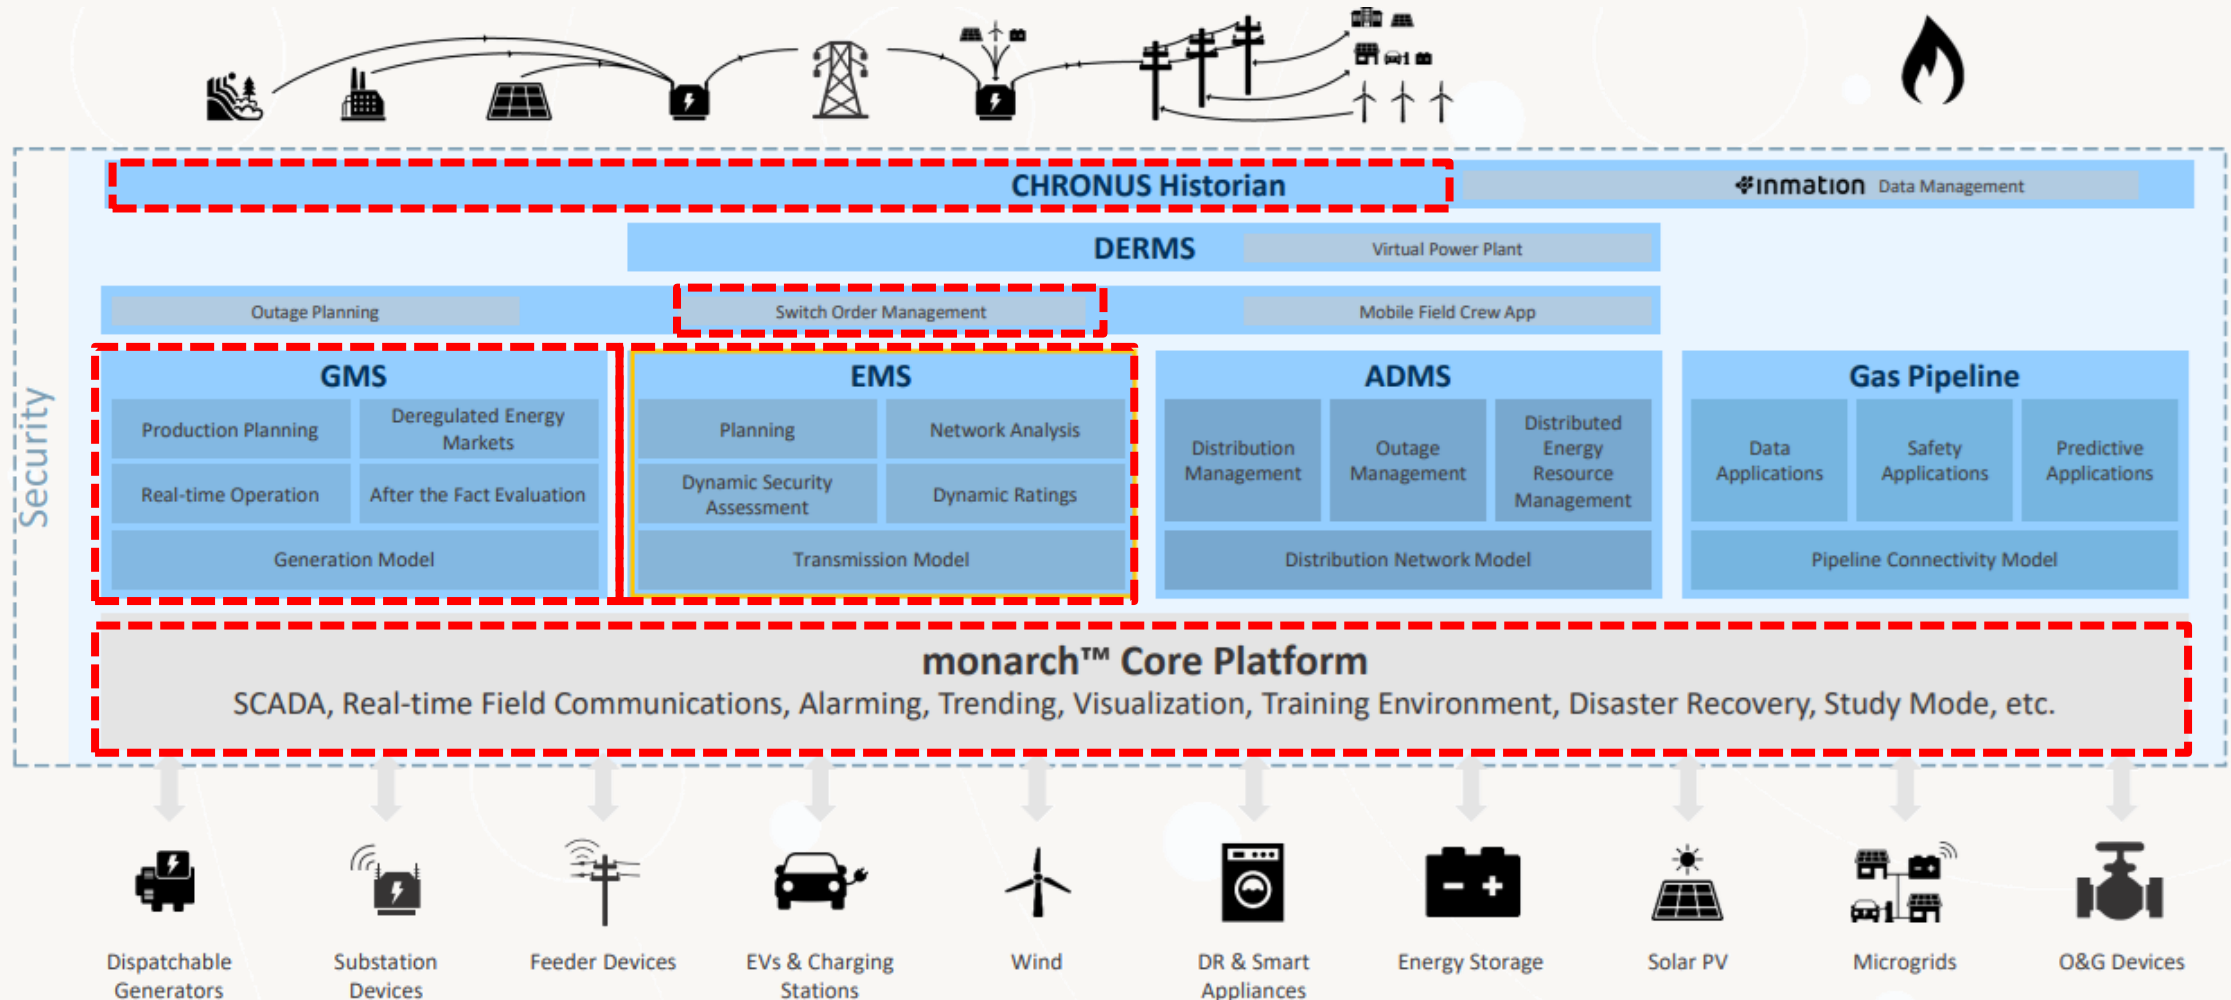 CHRONUS Historian
inmation Data Management
DERMS
Virtual Power Plant
Outage Planning
Switch Order Management
Mobile Field Crew App
Security
GMS
Production Planning
Deregulated Energy
Markets
Real-time Operation
After the Fact Evaluation
Generation Model
EMS
Planning
Network Analysis
Dynamic Security
Assessment
Dynamic Ratings
Transmission Model
ADMS
Distribution
Management
Outage
Management
Distributed
Energy
Resource
Management
Distribution Network Model
Gas Pipeline
Data
Applications
Safety
Applications
Predictive
Applications
Pipeline Connectivity Model
monarch™ Core Platform
SCADA, Real-time Field Communications, Alarming, Trending, Visualization, Training Environment, Disaster Recovery, Study Mode, etc.
Dispatchable
Generators
Substation
Devices
Feeder Devices
EVs & Charging
Stations
Wind
DR & Smart
Appliances
Energy Storage
Solar PV
Microgrids
O&G Devices